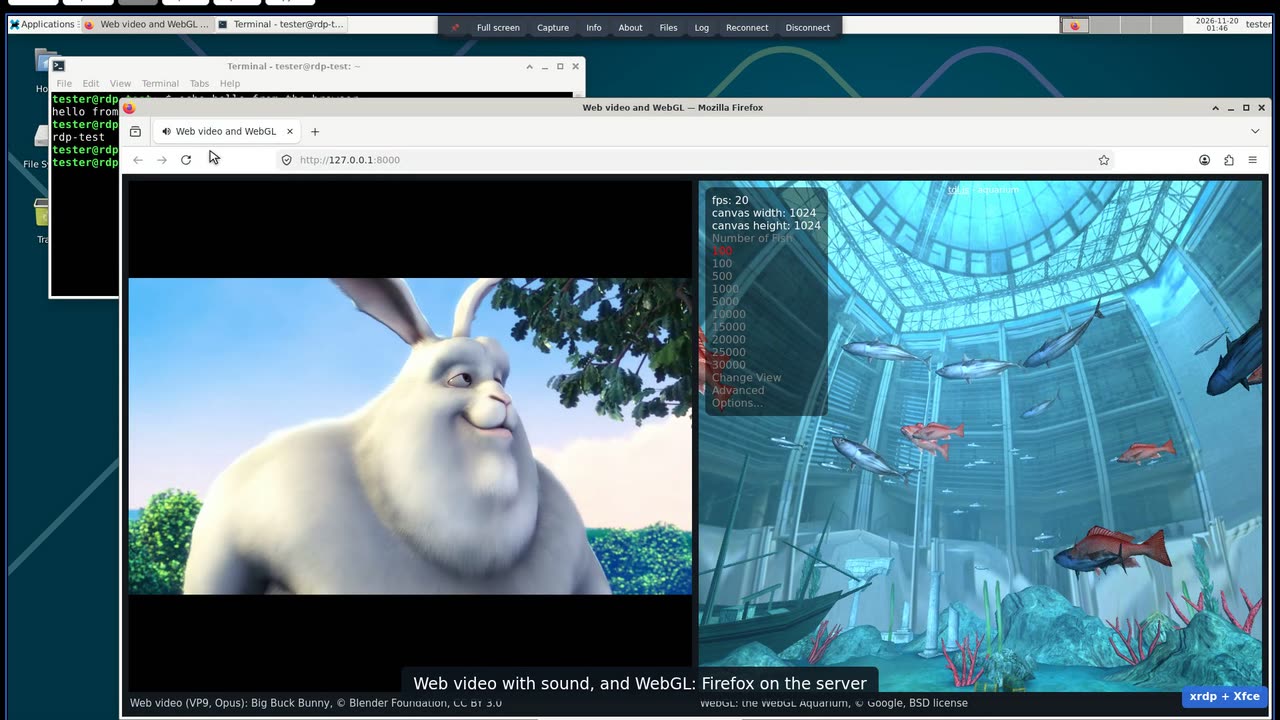 Applications
Web video and WebGL ...
Terminal - tester@rdp-t...
Full screen
Capture
Info
About
Files
Log
Reconnect
Disconnect
2026-11-20
01:46
tester
Terminal - tester@rdp-test: ~
File Edit View Terminal Tabs Help
tester@rdp
hello from
tester@rdp
rdp-test
tester@rdp
tester@rdp
Ho
File Sy
Tra
Web video and WebGL — Mozilla Firefox
Web video and WebGL
http://127.0.0.1:8000
aquarium
fps: 20
canvas width: 1024
canvas height: 1024
Number of Fish
100
100
500
1000
5000
10000
15000
20000
25000
30000
Change View
Advanced
Options...
Web video with sound, and WebGL: Firefox on the server
Web video (VP9, Opus): Big Buck Bunny, © Blender Foundation, CC BY 3.0
WebGL: the WebGL Aquarium, © Google, BSD license
xrdp + Xfce